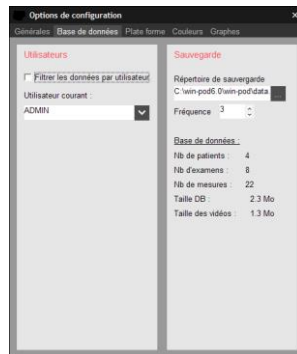 Options de configuration
Générales Base de données Plate forme Couleurs Graphes
Utilisateurs
Filtrer les données par utilisateur
Utilisateur courant :
ADMIN
Sauvegarde
Répertoire de sauvegarde
C:\win-pod6.0\win-pod\data. ...
Fréquence 3
Base de données :
Nb de patients : 4
Nb d'examens : 8
Nb de mesures : 22
Taille DB : 2.3 Mo
Taille des vidéos : 1.3 Mo